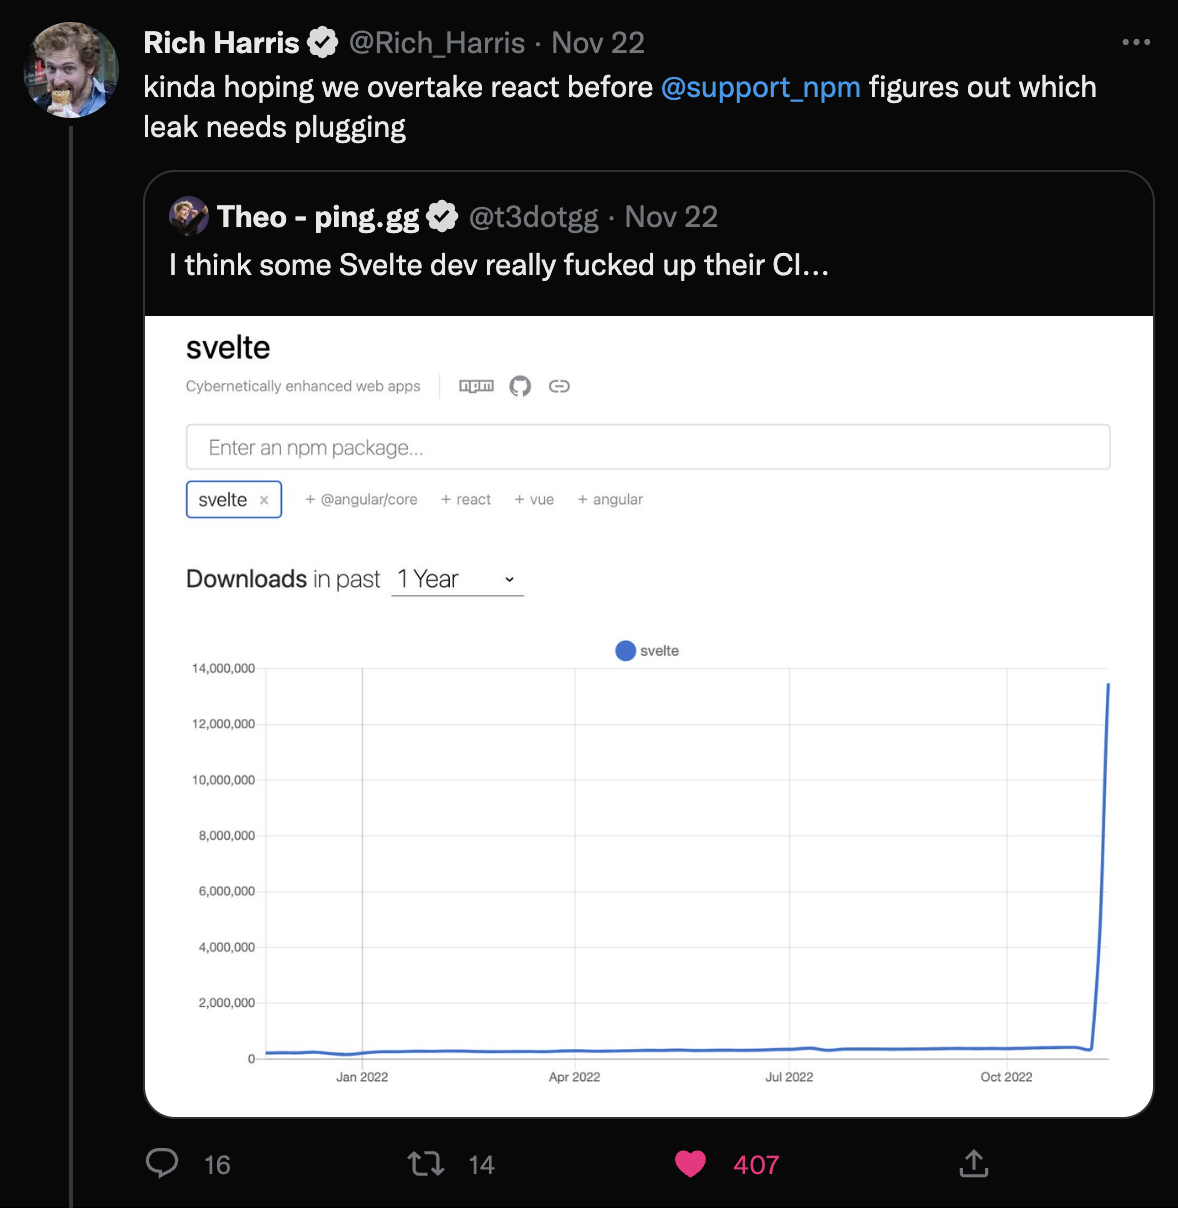 Rich Harris @Rich_Harris · Nov 22
kinda hoping we overtake react before @support_npm figures out which
leak needs plugging
Theo - ping.gg @t3dotgg · Nov 22
I think some Svelte dev really fucked up their CI...
svelte
Cybernetically enhanced web apps
npm
Enter an npm package...
svelte × + @angular/core + react + vue + angular
Downloads in past 1 Year
svelte
14,000,000
12,000,000
10,000,000
8,000,000
6,000,000
4,000,000
2,000,000
0
Jan 2022 Apr 2022 Jul 2022 Oct 2022
16 14 407